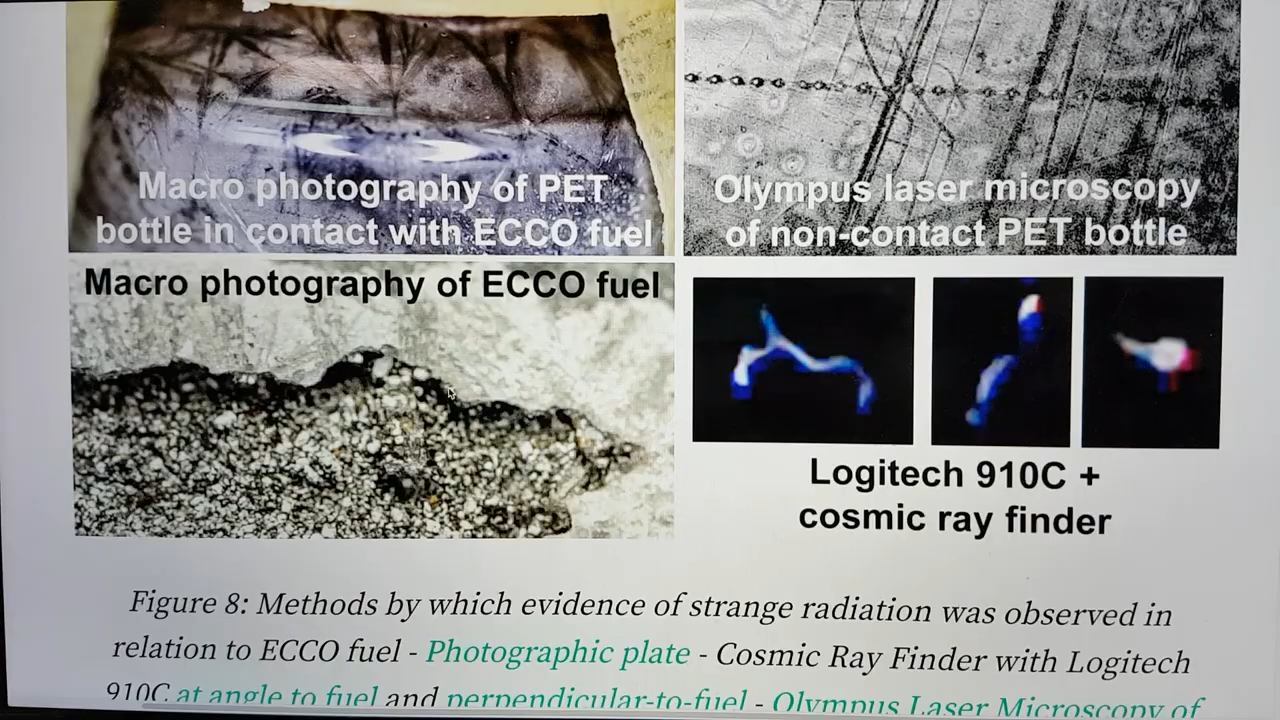 Macro photography of PET
bottle in contact with ECCO fuel
Olympus laser microscopy
of non-contact PET bottle
Macro photography of ECCO fuel
Logitech 910C +
cosmic ray finder
Figure 8: Methods by which evidence of strange radiation was observed in
relation to ECCO fuel - Photographic plate - Cosmic Ray Finder with Logitech
910C at angle to fuel and perpendicular-to-fuel - Olympus Laser Microscopy of